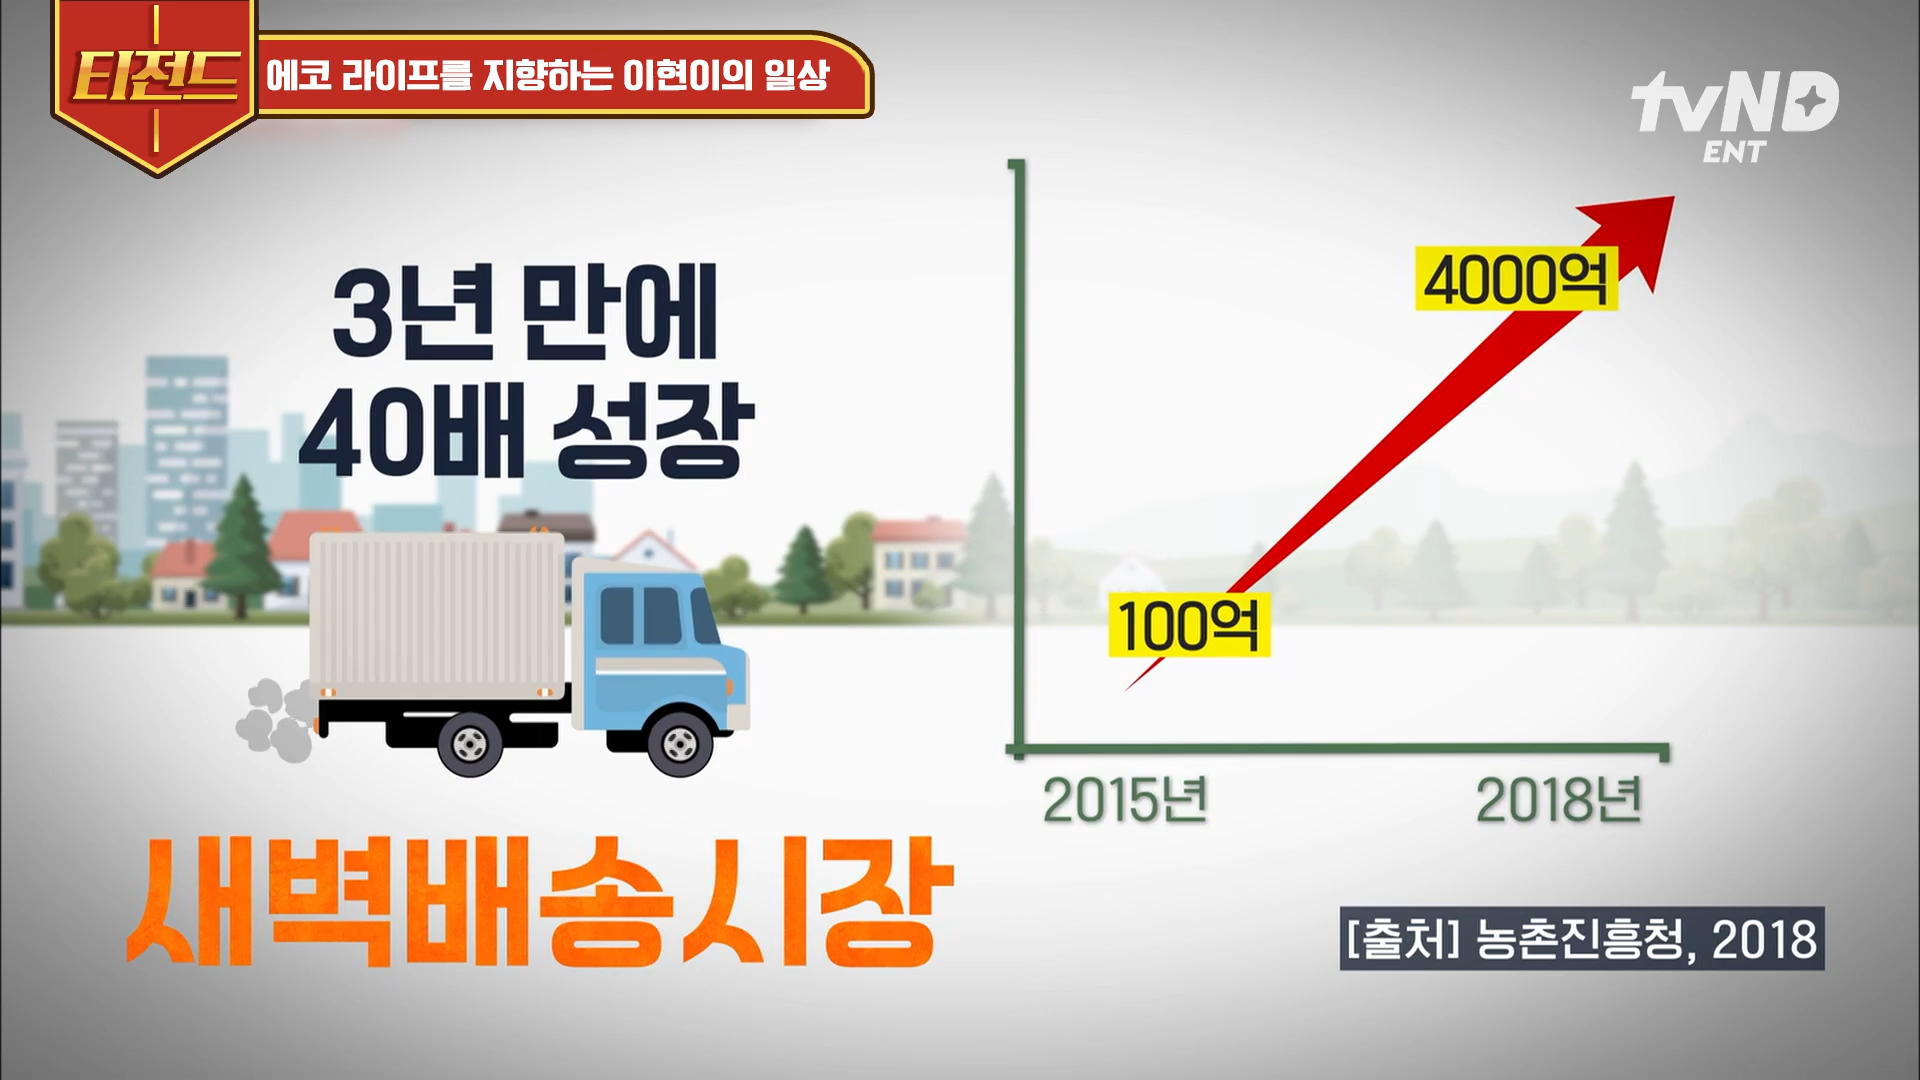 티전드
에코 라이프를 지향하는 이현이의 일상
tvND
ENT
3년 만에
40배 성장
4000억
100억
2015년
2018년
새벽배송시장
[출처] 농촌진흥청, 2018